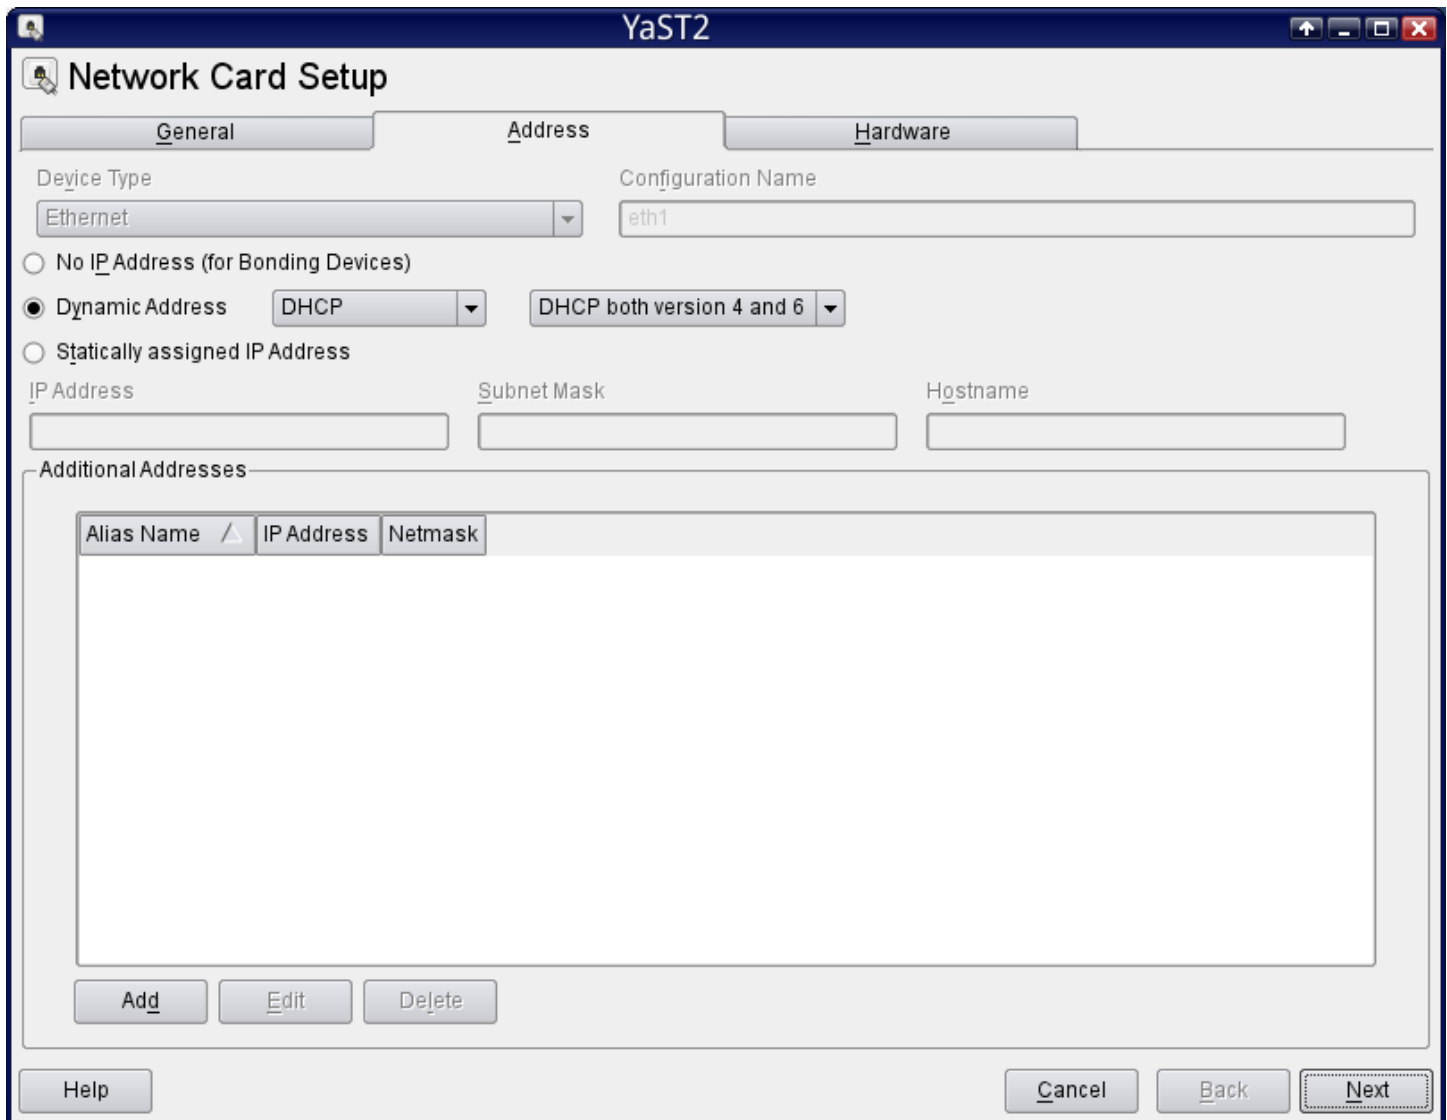 YaST2
Network Card Setup
General Address Hardware
Device Type Configuration Name
Ethernet eth1
No IP Address (for Bonding Devices)
Dynamic Address DHCP DHCP both version 4 and 6
Statically assigned IP Address
IP Address Subnet Mask Hostname
Additional Addresses
Alias Name IP Address Netmask
Add Edit Delete
Help Cancel Back Next